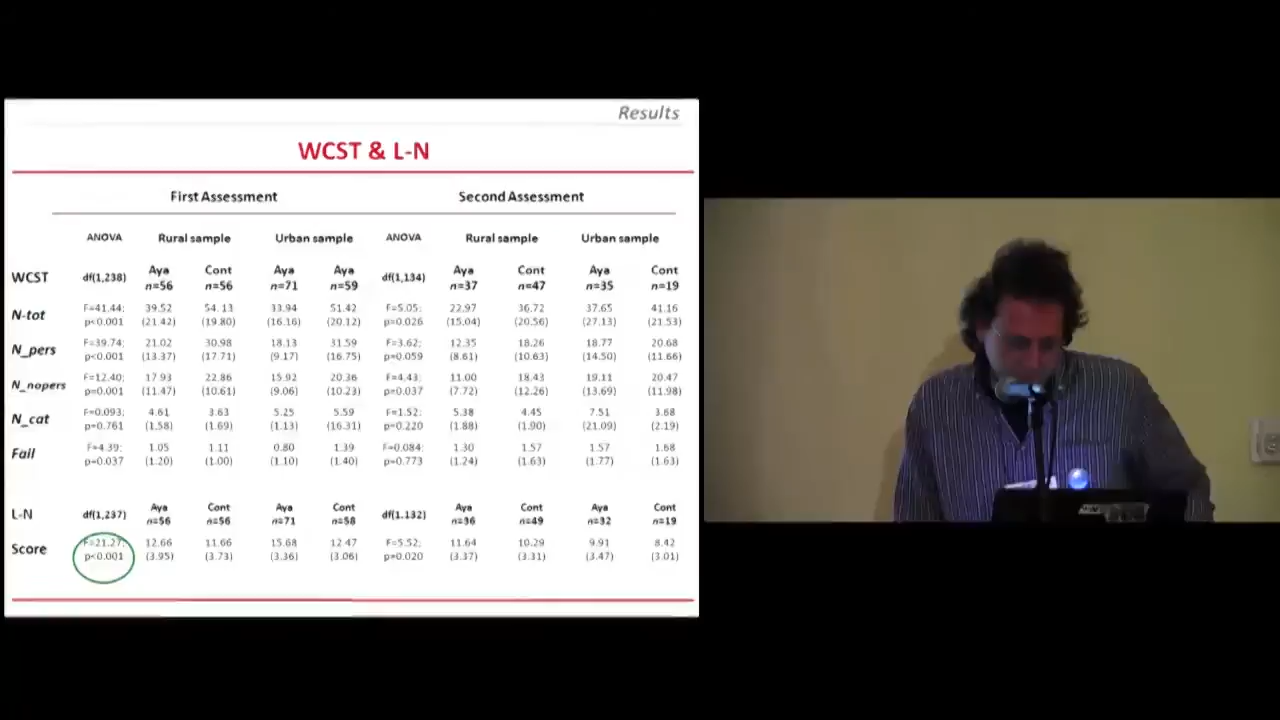 Results
WCST & L-N
First Assessment Second Assessment
ANOVA Rural sample Urban sample ANOVA Rural sample Urban sample
WCST df(1,238) Aya Cont Aya Aya df(1,134) Aya Cont Aya Cont
n=56 n=56 n=71 n=59 n=37 n=47 n=35 n=19
N-tot F=41.44; 39.52 54.13 33.94 51.42 F=5.05; 22.97 36.72 37.65 41.16
p<0.001 (21.42) (19.80) (16.16) (20.12) p=0.026 (15.04) (20.56) (27.13) (21.53)
N_pers F=39.74; 21.02 30.98 18.13 31.59 F=3.62; 12.35 18.26 18.77 20.68
p<0.001 (13.37) (17.71) (9.17) (16.75) p=0.059 (8.61) (10.63) (14.50) (11.66)
N_nopers F=12.40; 17.93 22.86 15.92 20.36 F=4.43; 11.00 18.43 19.11 20.47
p=0.001 (11.47) (10.61) (9.06) (10.23) p=0.037 (7.72) (12.26) (13.69) (11.98)
N_cat F=0.093; 4.61 3.63 5.25 5.59 F=1.52; 5.38 4.45 7.51 3.68
p=0.761 (1.58) (1.69) (1.13) (16.31) p=0.220 (1.88) (1.90) (21.09) (2.19)
Fail F=4.39; 1.05 1.11 0.80 1.39 F=0.084; 1.30 1.57 1.57 1.68
p=0.037 (1.20) (1.00) (1.10) (1.40) p=0.773 (1.24) (1.63) (1.77) (1.63)
L-N df(1,237) Aya Cont Aya Cont df(1.132) Aya Cont Aya Cont
n=56 n=56 n=71 n=58 n=36 n=49 n=32 n=19
Score F=21.27; 12.66 11.66 15.68 12.47 F=5.52; 11.64 10.29 9.91 8.42
p<0.001 (3.95) (3.73) (3.36) (3.06) p=0.020 (3.37) (3.31) (3.47) (3.01)